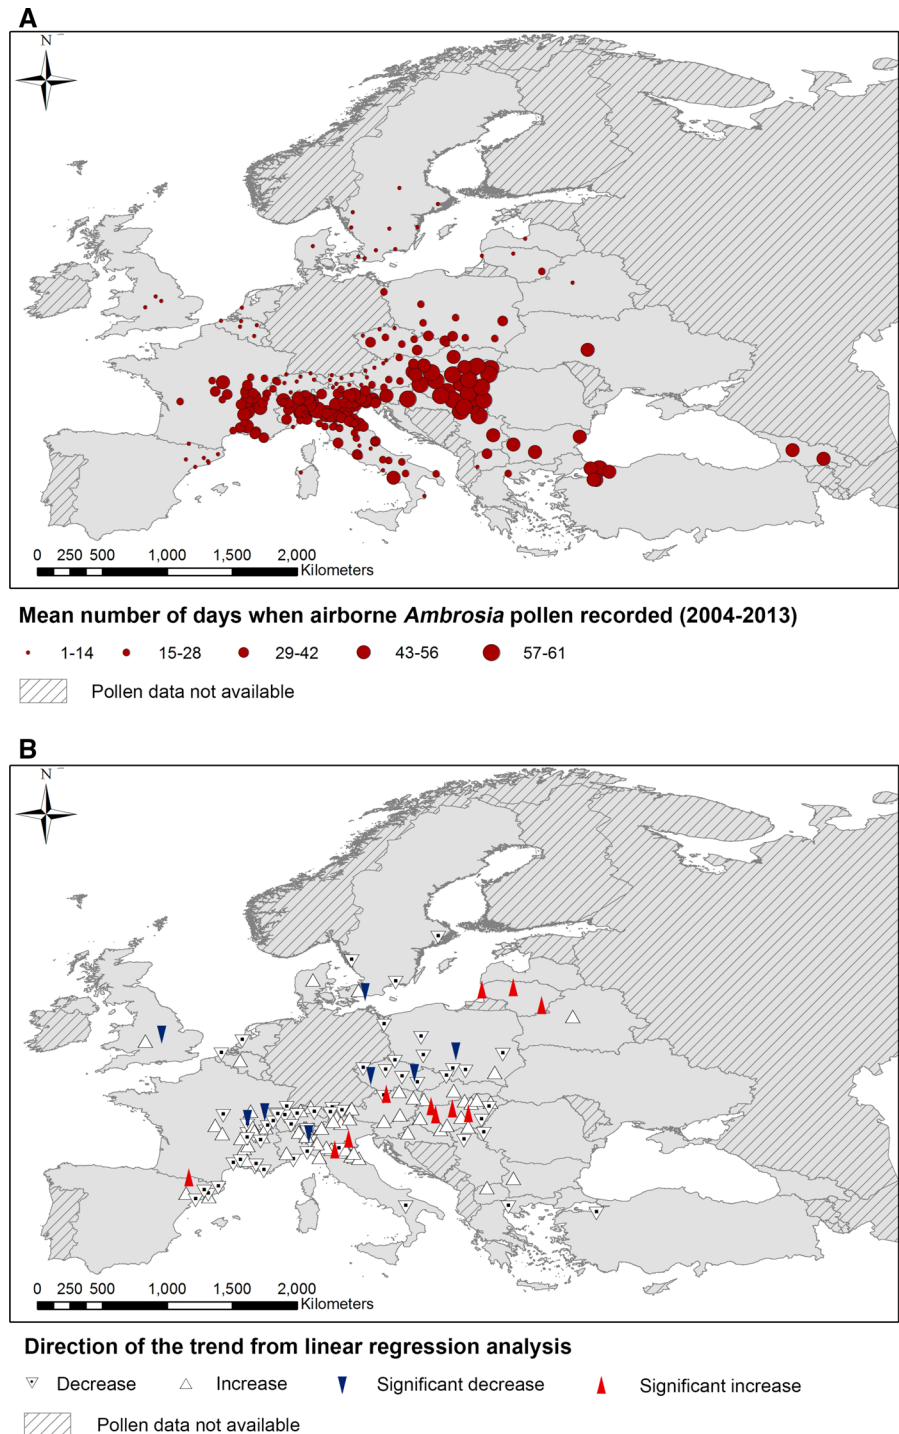 A
N
0 250 500 1,000 1,500 2,000
Kilometers
Mean number of days when airborne Ambrosia pollen recorded (2004-2013)
1-14 15-28 29-42 43-56 57-61
Pollen data not available
B
N
0 250 500 1,000 1,500 2,000
Kilometers
Direction of the trend from linear regression analysis
Decrease Increase Significant decrease Significant increase
Pollen data not available